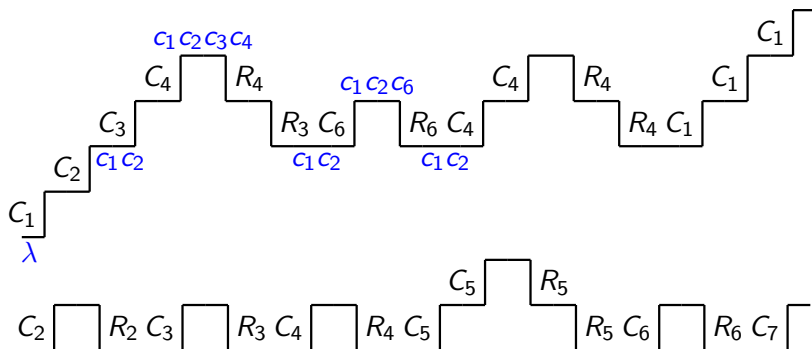 c₁c₂c₃c₄ C₁
C₄ R₄ c₁c₂c₆ C₄ R₄ C₁
C₃ R₃ C₆ R₆ C₄ R₄ C₁
C₂ c₁c₂ c₁c₂ c₁c₂
C₁
λ
C₅ R₅
C₂ R₂ C₃ R₃ C₄ R₄ C₅ R₅ C₆ R₆ C₇